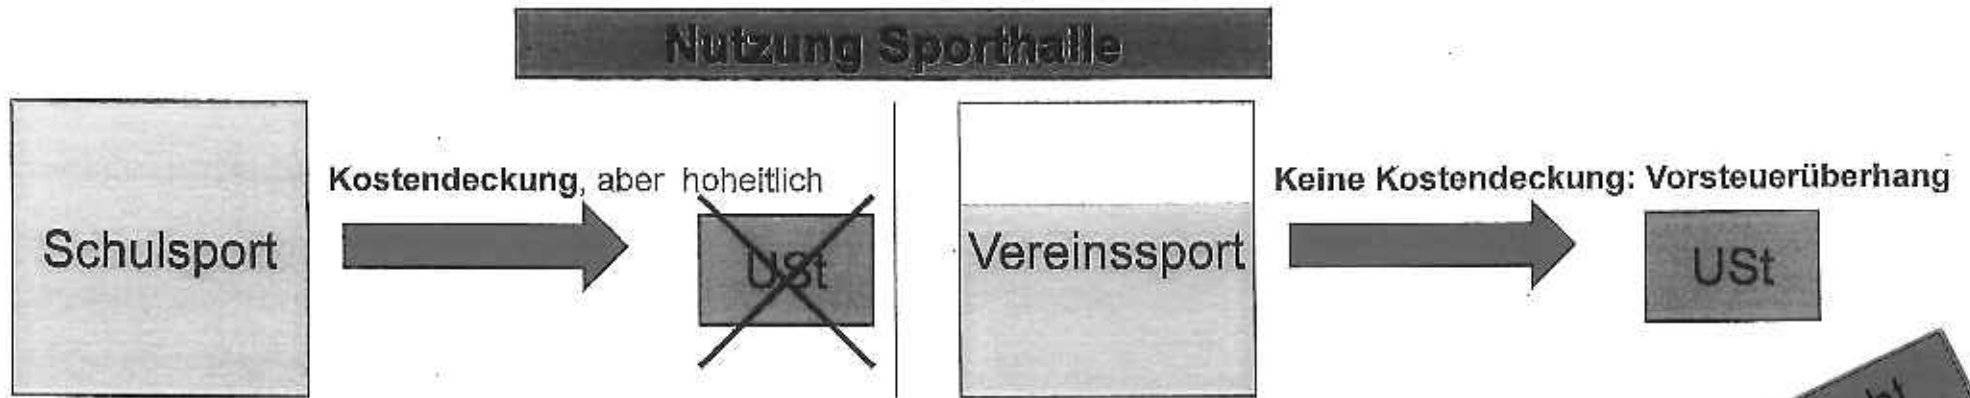 Nutzung Sporthalle
Kostendeckung, aber hoheitlich
Schulsport
USt
Keine Kostendeckung: Vorsteuerüberhang
Vereinssport
USt